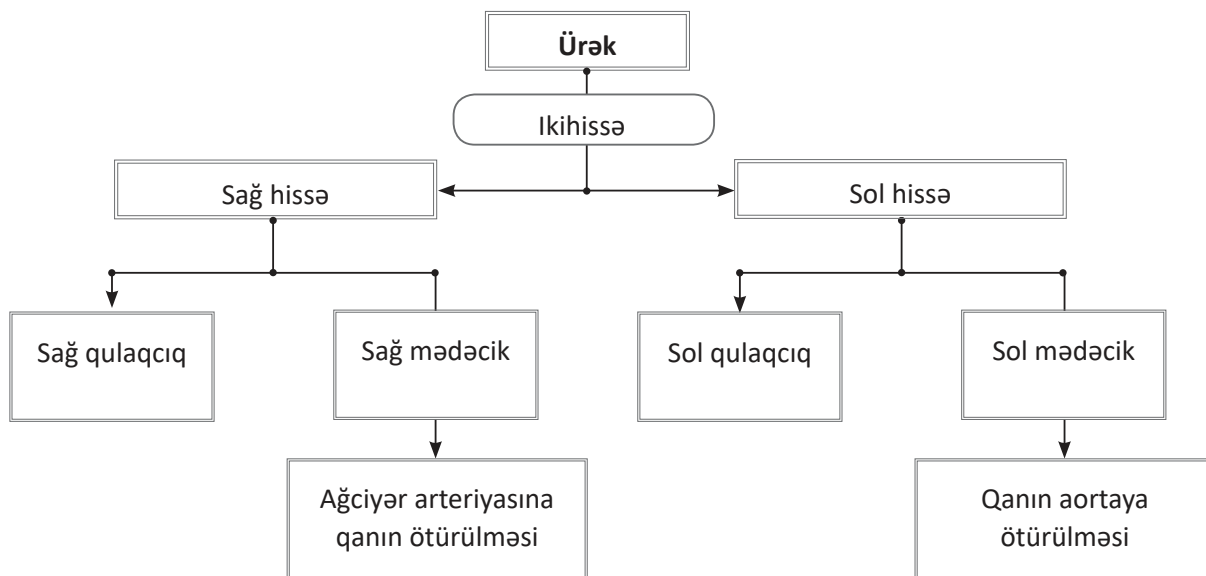 Ürək
Ikihissə
Sağ hissə
Sol hissə
Sağ qulaqcıq
Sağ mədəcik
Sol qulaqcıq
Sol mədəcik
Ağciyər arteriyasına
qanın ötürülməsi
Qanın aortaya
ötürülməsi